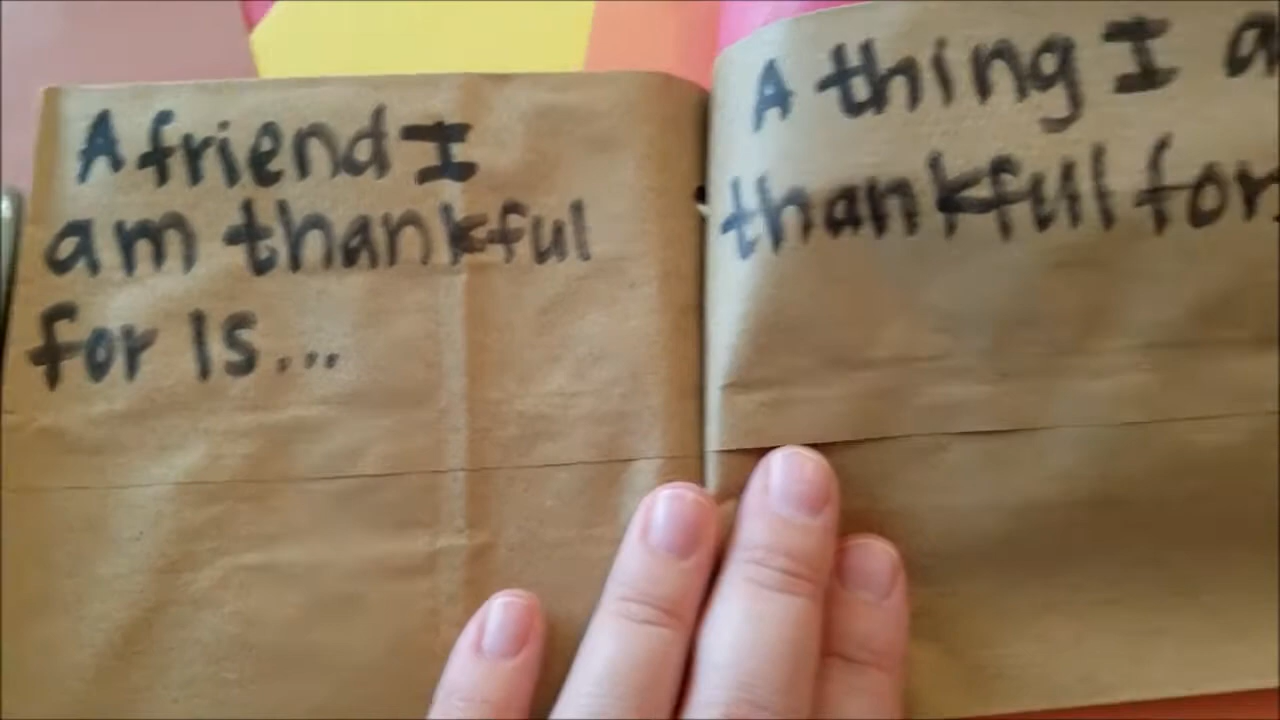 A friend I
am thankful
for is...
A thing I a
thankful for